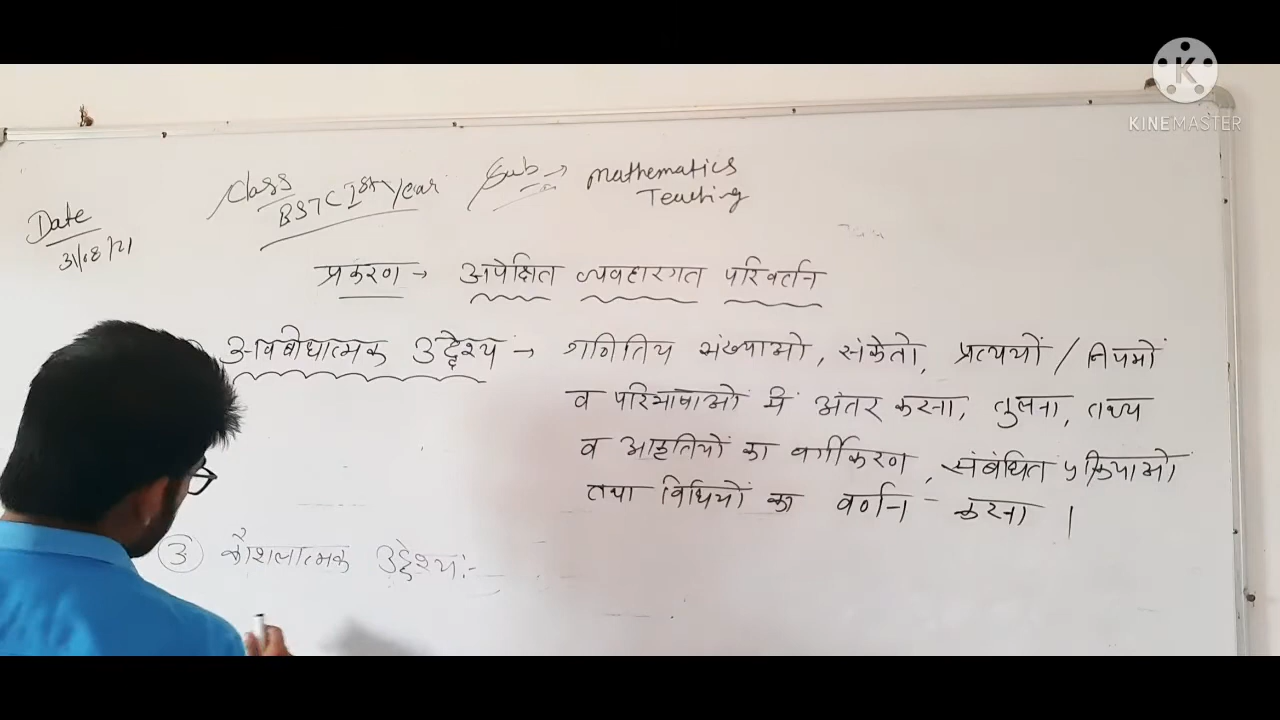 KINEMASTER
Class
BSTC Ist Year
Sub → Mathematics
Teaching
Date
31/08/21
प्रकरण → अपेक्षित व्यवहारगत परिवर्तन
अवबोधात्मक उद्देश्य → गणितिय संख्याओ, संकेतो, प्रत्ययों / नियमों
व परिभाषाओं में अंतर करना, तुलना, तथ्य
व आकृतियों का वर्गीकरण, संबंधित प्रक्रियाओं
तथा विधियों का वर्णन करना |
③ कौशलात्मक उद्देश्य:-